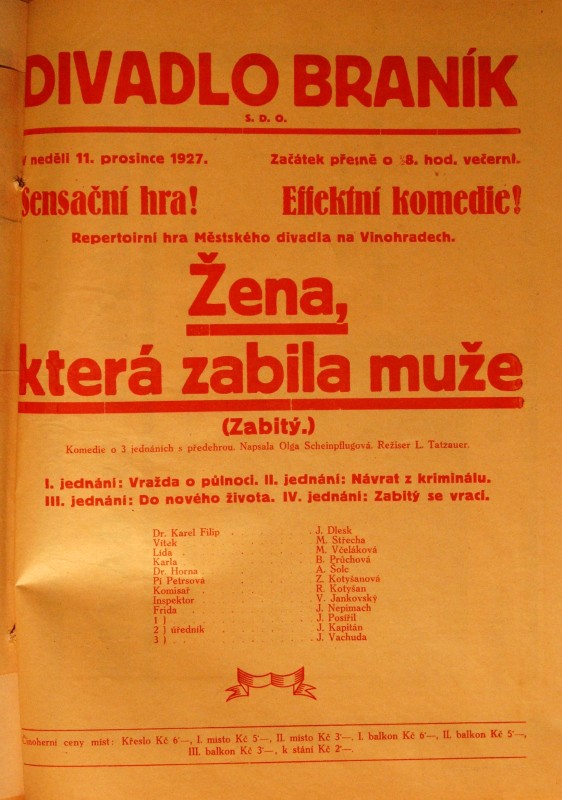 DIVADLO BRANÍK
S. D. O.
V neděli 11. prosince 1927. Začátek přesně o 8. hod. večerní.
Sensační hra! Effektní komedie!
Repertoirní hra Městského divadla na Vinohradech.
Žena,
která zabila muže
(Zabitý.)
Komedie o 3 jednáních s předehrou. Napsala Olga Scheinpflugová. Režiser L. Tatzauer.
I. jednání: Vražda o půlnoci. II. jednání: Návrat z kriminálu.
III. jednání: Do nového života. IV. jednání: Zabitý se vrací.
Dr. Karel Filip . . . . . . . . . . J. Dlesk
Vítek . . . . . . . . . . M. Střecha
Lída . . . . . . . . . . M. Včeláková
Karla . . . . . . . . . . B. Průchová
Dr. Horna . . . . . . . . . . A. Šolc
Pí Petrsová . . . . . . . . . . Z. Kotyšanová
Komisař . . . . . . . . . . R. Kotyšan
Inspektor . . . . . . . . . . V. Jankovský
Frída . . . . . . . . . . J. Nepimach
1 } . . . . . . . . . . J. Posířil
2 } úředník . . . . . . . . . . J. Kapitán
3 } . . . . . . . . . . J. Vachuda
Činoherní ceny míst: Křeslo Kč 6·—, I. místo Kč 5·—, II. místo Kč 3·—, I. balkon Kč 6·—, II. balkon Kč 5·—,
III. balkon Kč 3·—, k stání Kč 2·—.